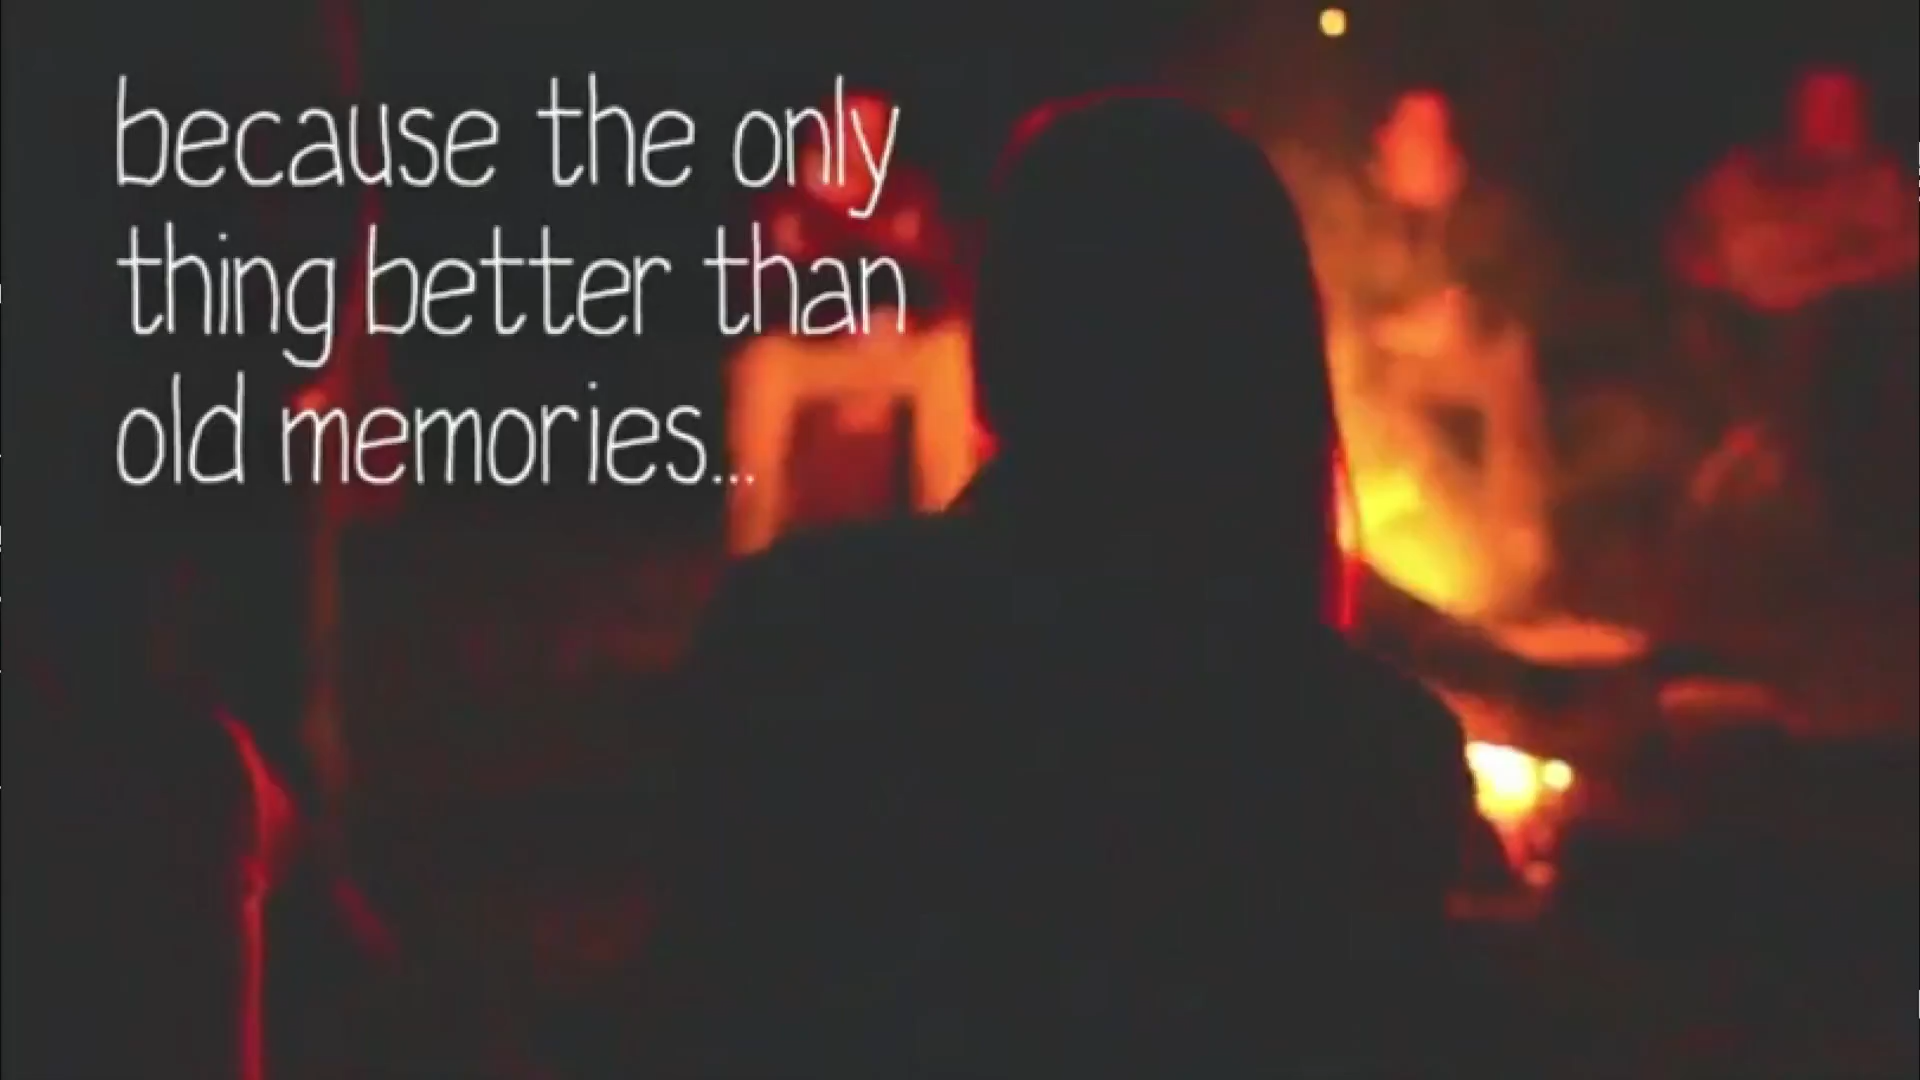 because the only
thing better than
old memories...